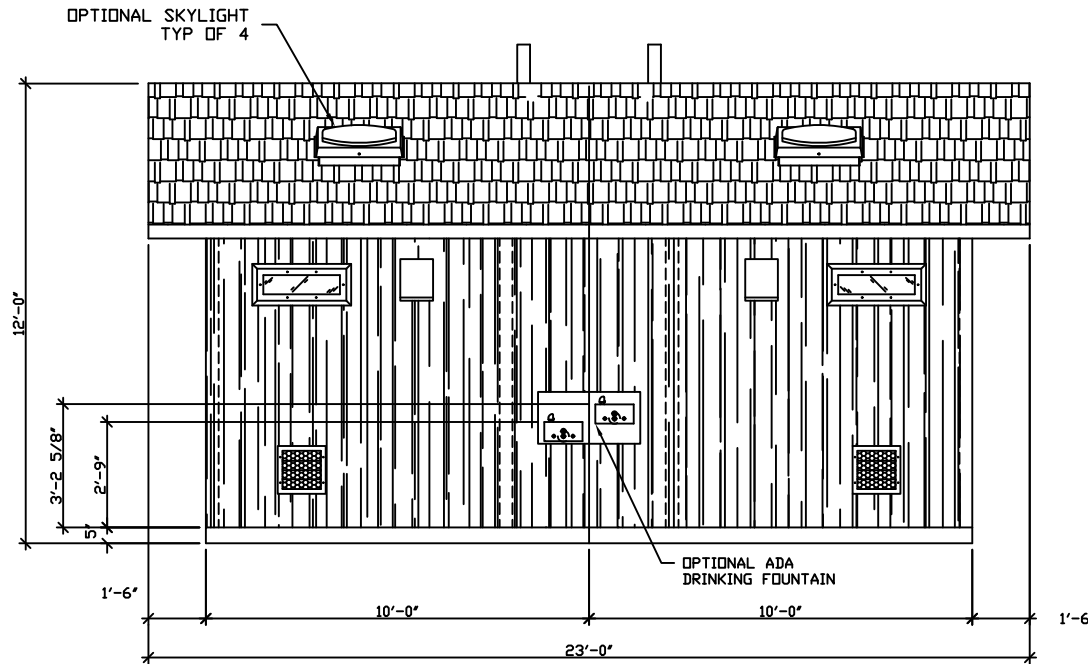 OPTIONAL SKYLIGHT
TYP OF 4
12'-0"
3'-2 5/8"
2'-9"
5"
OPTIONAL ADA
DRINKING FOUNTAIN
1'-6"
10'-0"
10'-0"
1'-6
23'-0"